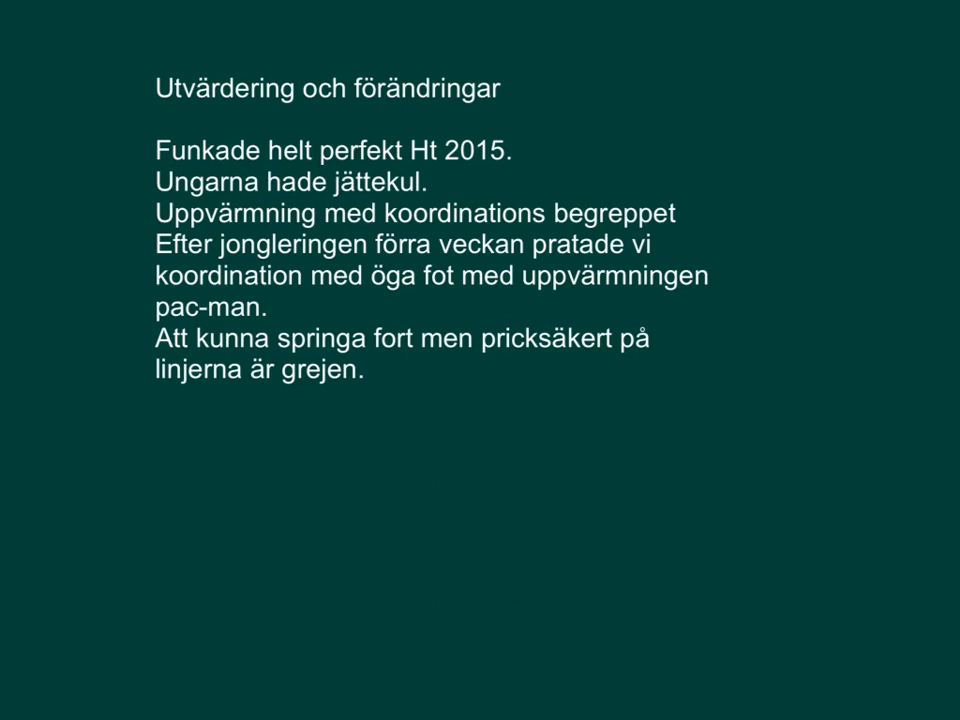 Utvärdering och förändringar
Funkade helt perfekt Ht 2015.
Ungarna hade jättekul.
Uppvärmning med koordinations begreppet
Efter jongleringen förra veckan pratade vi
koordination med öga fot med uppvärmningen
pac-man.
Att kunna springa fort men pricksäkert på
linjerna är grejen.